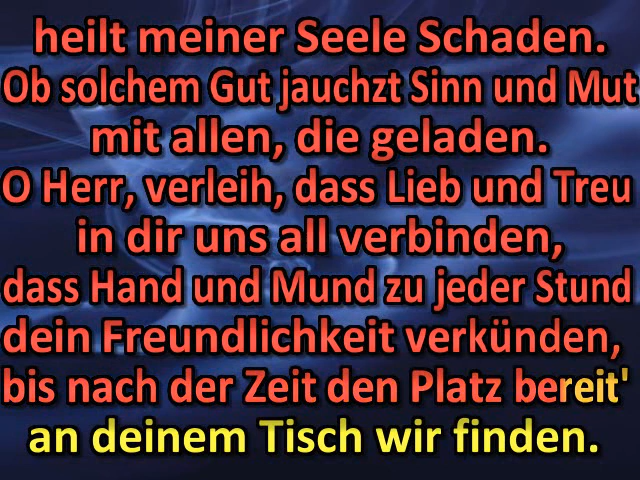 heilt meiner Seele Schaden.
Ob solchem Gut jauchzt Sinn und Mut
mit allen, die geladen.
O Herr, verleih, dass Lieb und Treu
in dir uns all verbinden,
dass Hand und Mund zu jeder Stund
dein Freundlichkeit verkünden,
bis nach der Zeit den Platz bereit'
an deinem Tisch wir finden.